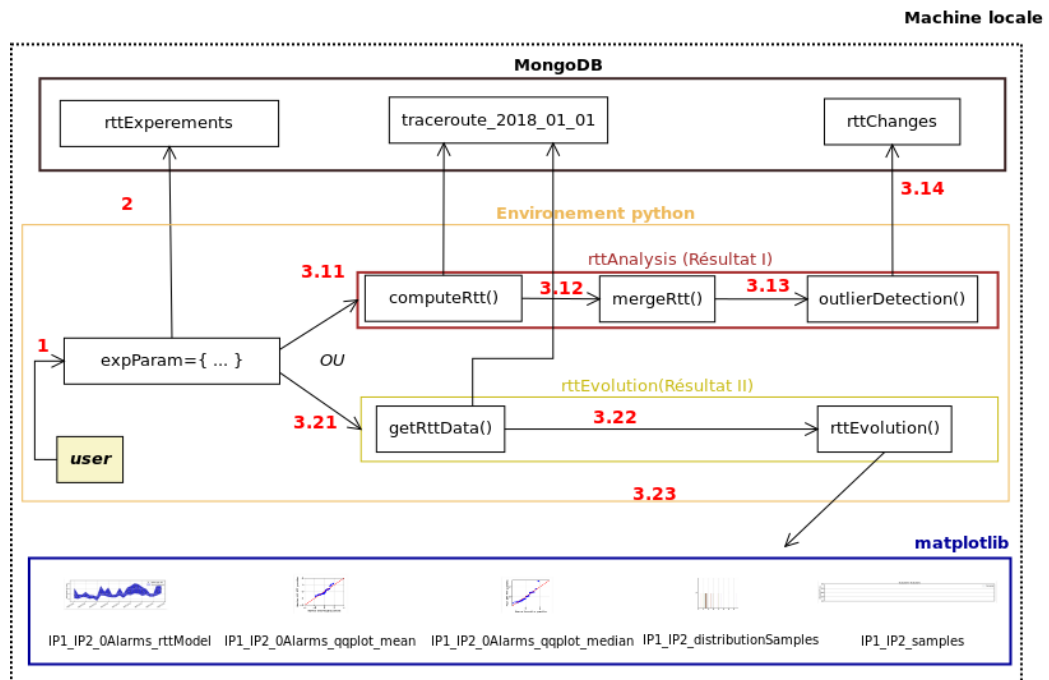 Machine locale
MongoDB
rttExperements
traceroute_2018_01_01
rttChanges
2
3.14
Environement python
rttAnalysis (Résultat I)
3.11
computeRtt()
3.12
mergeRtt()
3.13
outlierDetection()
1
expParam={ ... }
OU
rttEvolution(Résultat II)
3.21
getRttData()
3.22
rttEvolution()
user
3.23
matplotlib
IP1_IP2_0Alarms_rttModel
IP1_IP2_0Alarms_qqplot_mean
IP1_IP2_0Alarms_qqplot_median
IP1_IP2_distributionSamples
IP1_IP2_samples